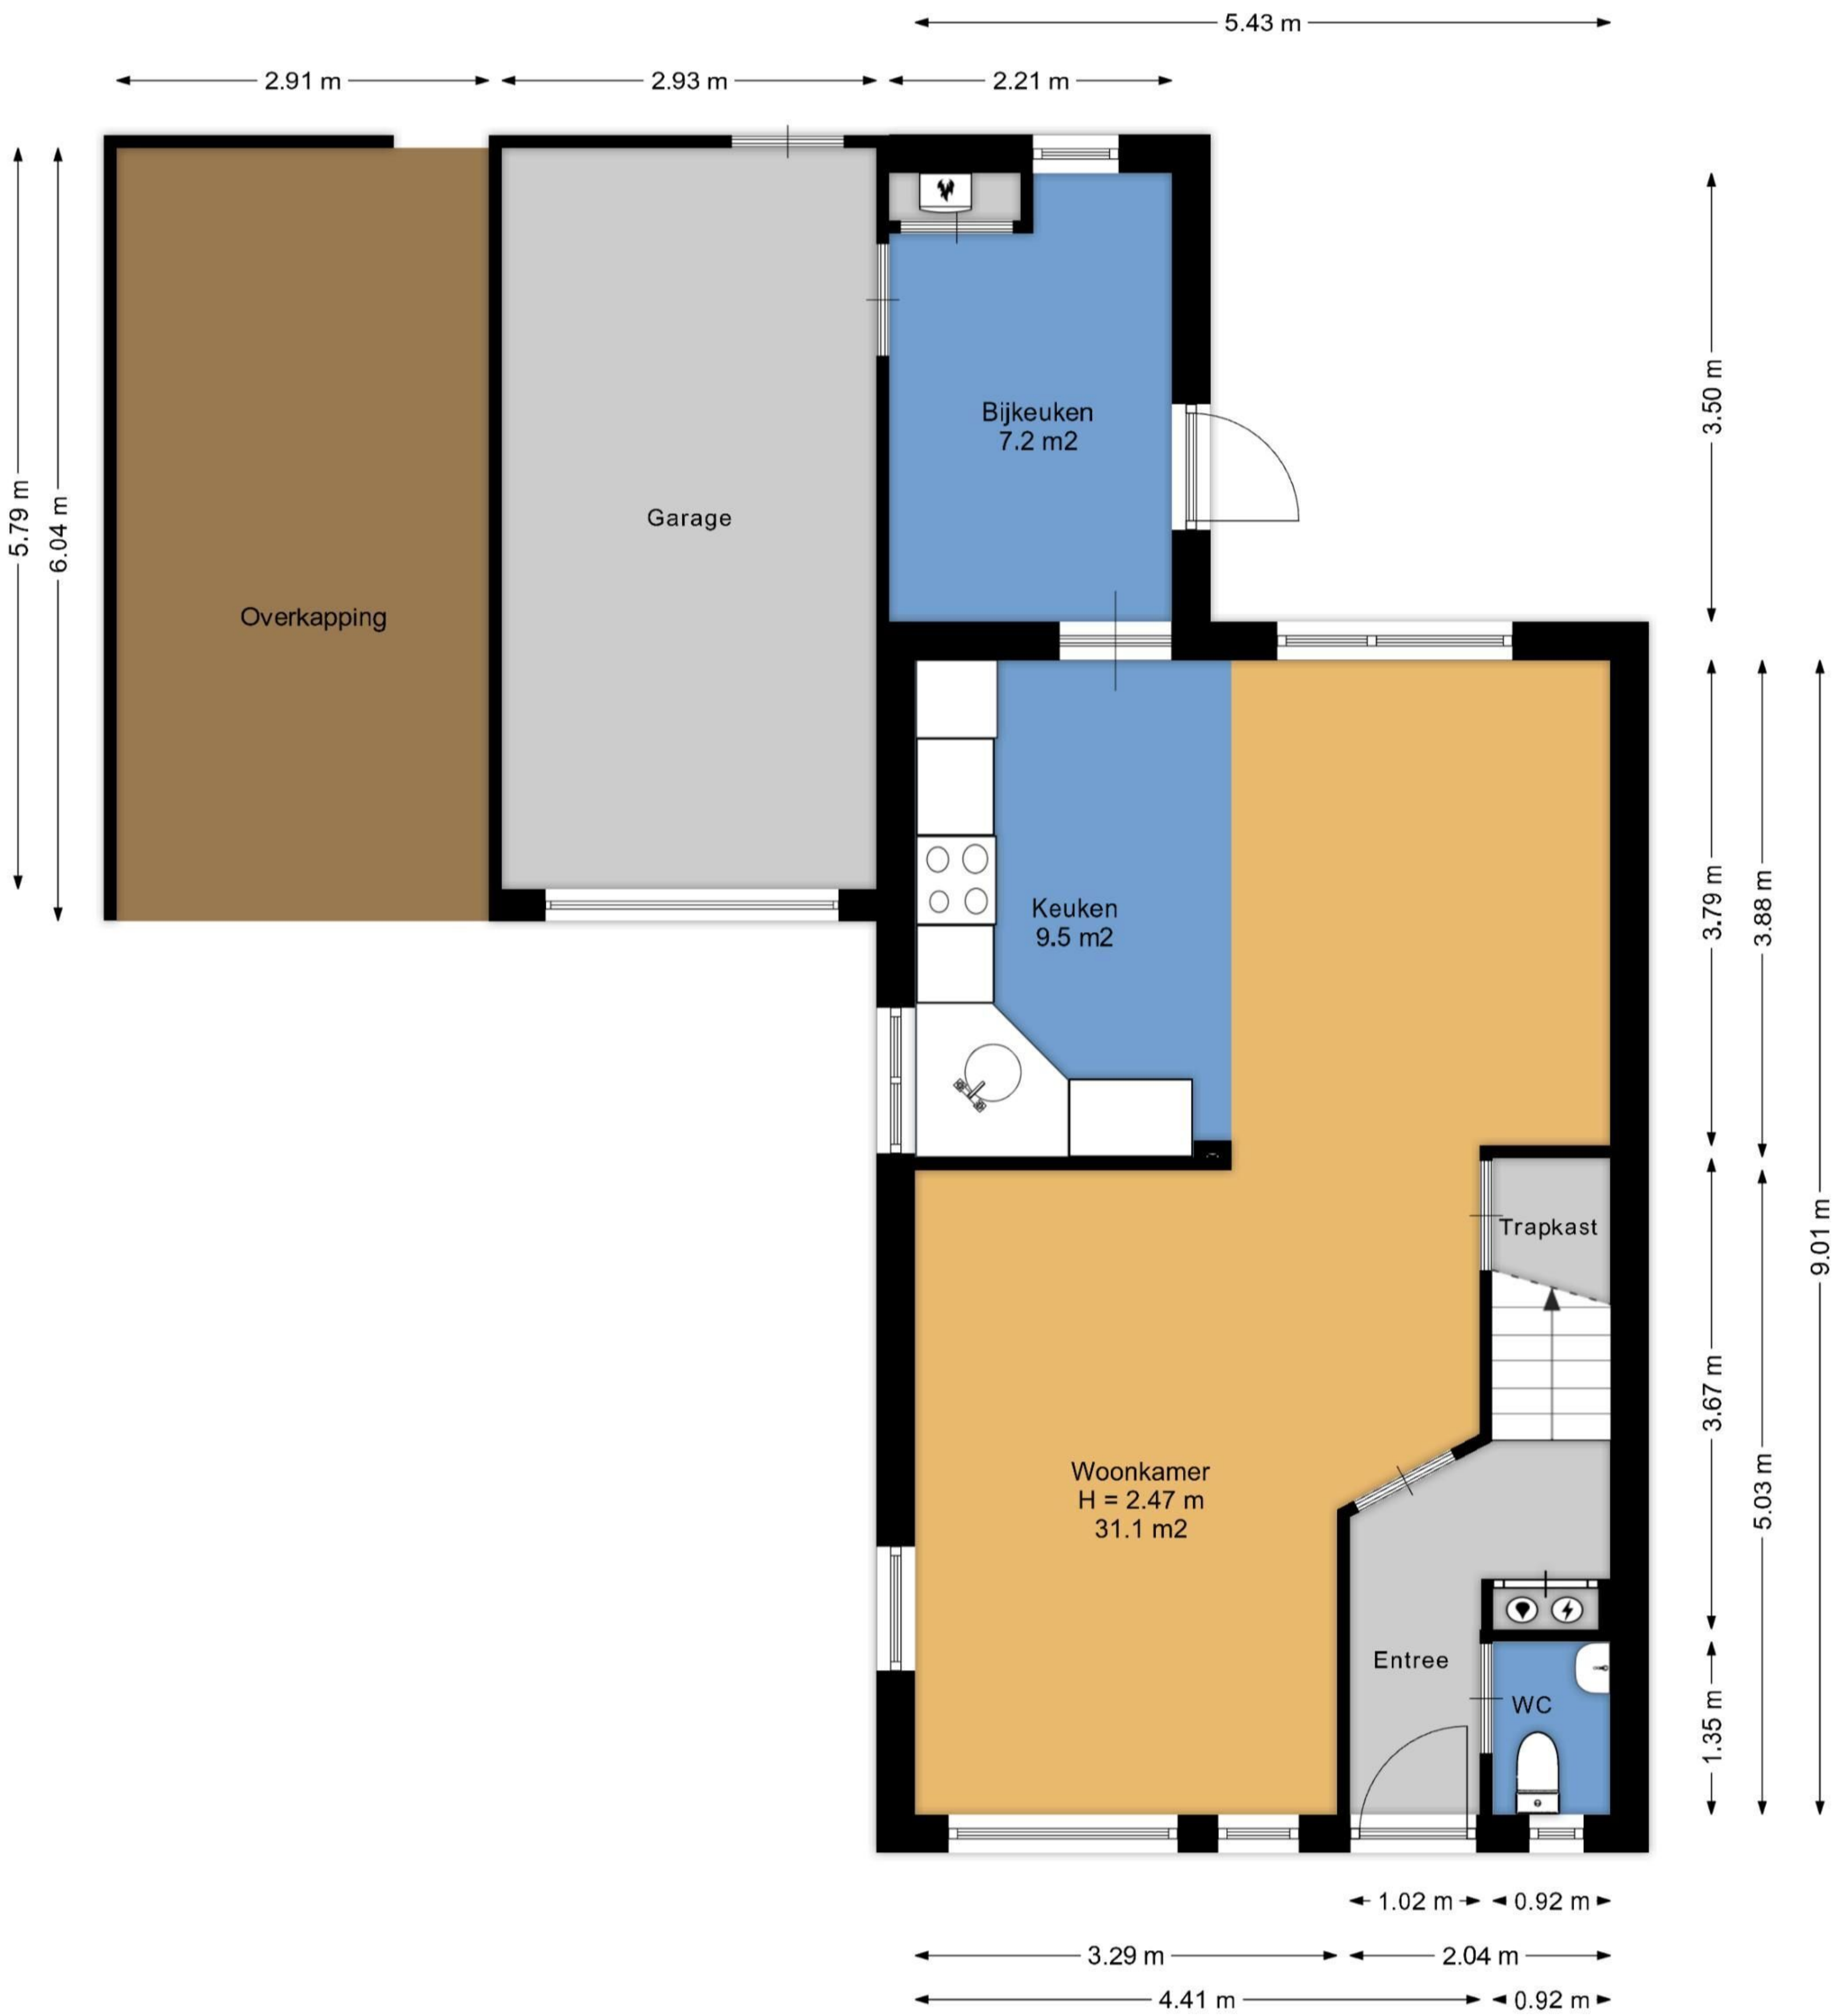 5.43 m
2.91 m
2.93 m
2.21 m
5.79 m
6.04 m
3.50 m
Bijkeuken
7.2 m2
Garage
Overkapping
Keuken
9.5 m2
3.79 m
3.88 m
9.01 m
Trapkast
3.67 m
5.03 m
Woonkamer
H = 2.47 m
31.1 m2
Entree
WC
1.35 m
1.02 m
0.92 m
3.29 m
2.04 m
4.41 m
0.92 m